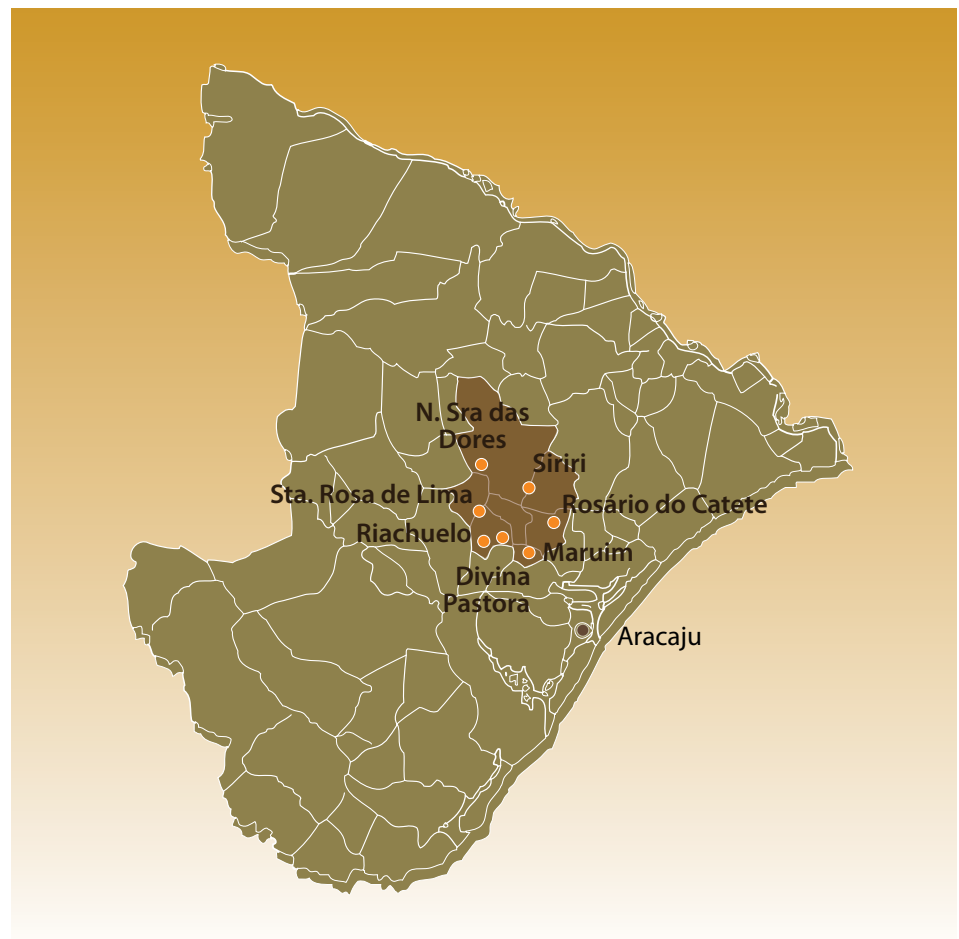 N. Sra das
Dores
Siriri
Sta. Rosa de Lima
Rosário do Catete
Riachuelo
Maruim
Divina
Pastora
Aracaju